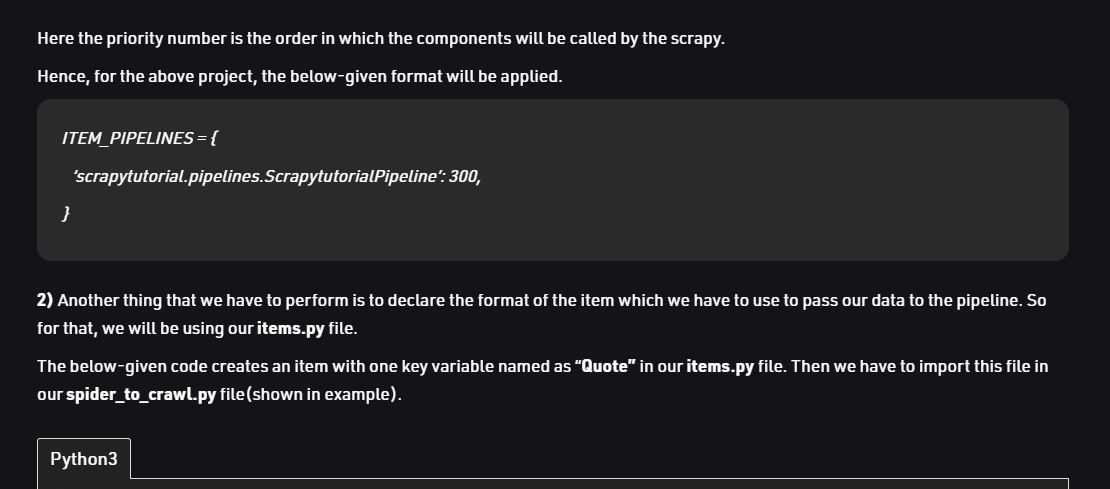 Here the priority number is the order in which the components will be called by the scrapy.
Hence, for the above project, the below-given format will be applied.
ITEM_PIPELINES = {
‘scrapytutorial.pipelines.ScrapytutorialPipeline’: 300,
}
2) Another thing that we have to perform is to declare the format of the item which we have to use to pass our data to the pipeline. So
for that, we will be using our items.py file.
The below-given code creates an item with one key variable named as “Quote” in our items.py file. Then we have to import this file in
our spider_to_crawl.py file(shown in example).
Python3